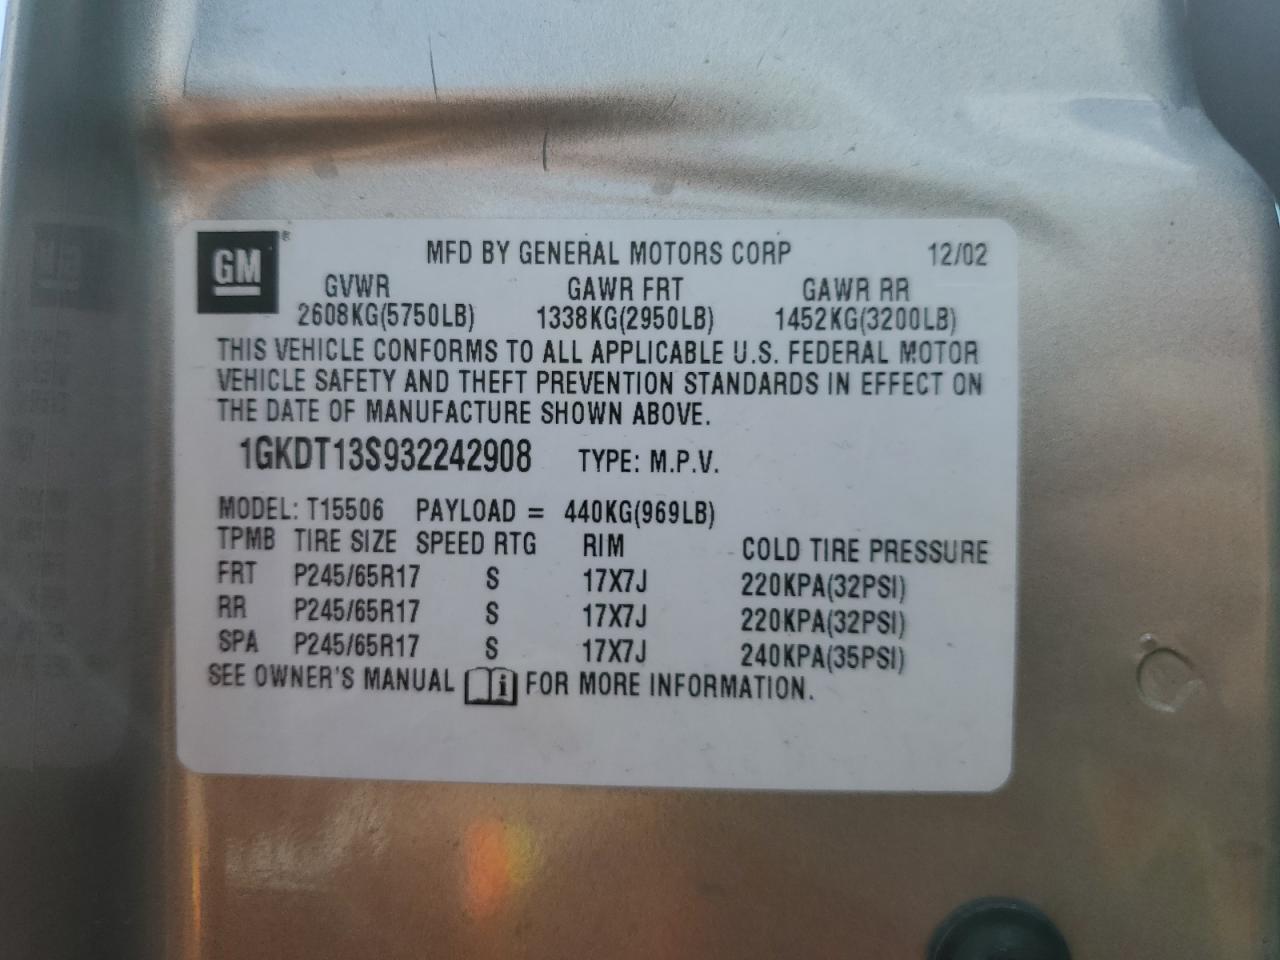 GM ® MFD BY GENERAL MOTORS CORP 12/02
GVWR GAWR FRT GAWR RR
2608KG(5750LB) 1338KG(2950LB) 1452KG(3200LB)
THIS VEHICLE CONFORMS TO ALL APPLICABLE U.S. FEDERAL MOTOR
VEHICLE SAFETY AND THEFT PREVENTION STANDARDS IN EFFECT ON
THE DATE OF MANUFACTURE SHOWN ABOVE.
1GKDT13S932242908 TYPE: M.P.V.
MODEL: T15506 PAYLOAD = 440KG(969LB)
TPMB TIRE SIZE SPEED RTG RIM COLD TIRE PRESSURE
FRT P245/65R17 S 17X7J 220KPA(32PSI)
RR P245/65R17 S 17X7J 220KPA(32PSI)
SPA P245/65R17 S 17X7J 240KPA(35PSI)
SEE OWNER'S MANUAL i FOR MORE INFORMATION.